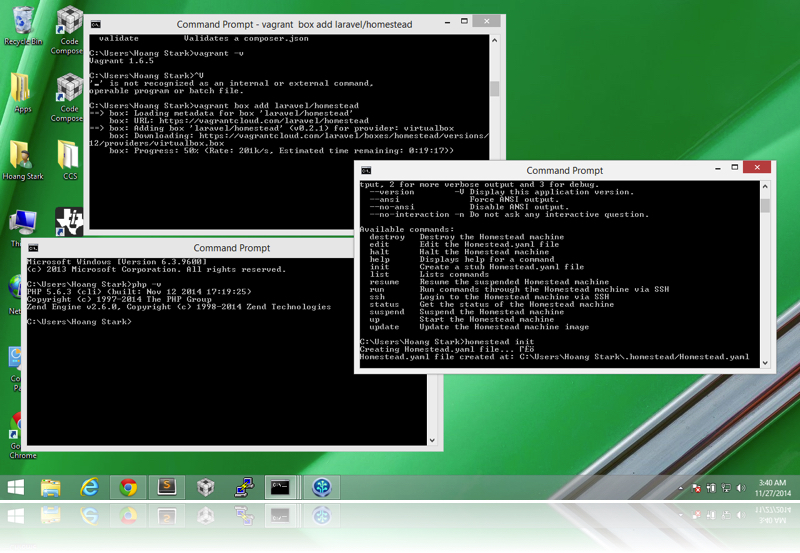 Recycle Bin
Code Compose
Apps
Code Compose
Hoang Stark
CCS
Chrome
Command Prompt - vagrant  box add laravel/homestead
validate          Validates a composer.json
C:\Users\Hoang Stark>vagrant -v
Vagrant 1.6.5
C:\Users\Hoang Stark>^V
is not recognized as an internal or external command,
operable program or batch file.
C:\Users\Hoang Stark>vagrant box add laravel/homestead
==> box: Loading metadata for box 'laravel/homestead'
box: URL: https://vagrantcloud.com/laravel/homestead
==> box: Adding box 'laravel/homestead' (v0.2.1) for provider: virtualbox
box: Downloading: https://vagrantcloud.com/laravel/boxes/homestead/versions/
12/providers/virtualbox.box
box: Progress: 50% (Rate: 201k/s, Estimated time remaining: 0:19:17))
Command Prompt
tput, 2 for more verbose output and 3 for debug.
--version        -V Display this application version.
--ansi              Force ANSI output.
--no-ansi           Disable ANSI output.
--no-interaction -n Do not ask any interactive question.
Available commands:
destroy   Destroy the Homestead machine
edit      Edit the Homestead.yaml file
halt      Halt the Homestead machine
help      Displays help for a command
init      Create a stub Homestead.yaml file
list      Lists commands
resume    Resume the suspended Homestead machine
run       Run commands through the Homestead machine via SSH
ssh       Login to the Homestead machine via SSH
status    Get the status of the Homestead machine
suspend   Suspend the Homestead machine
up        Start the Homestead machine
update    Update the Homestead machine image
C:\Users\Hoang Stark>homestead init
Creating Homestead.yaml file...
Homestead.yaml file created at: C:\Users\Hoang Stark\.homestead/Homestead.yaml
Command Prompt
Microsoft Windows [Version 6.3.9600]
(c) 2013 Microsoft Corporation. All rights reserved.
C:\Users\Hoang Stark>php -v
PHP 5.6.3 (cli) (built: Nov 12 2014 17:19:25)
Copyright (c) 1997-2014 The PHP Group
Zend Engine v2.6.0, Copyright (c) 1998-2014 Zend Technologies
C:\Users\Hoang Stark>
3:40 AM
11/27/2014